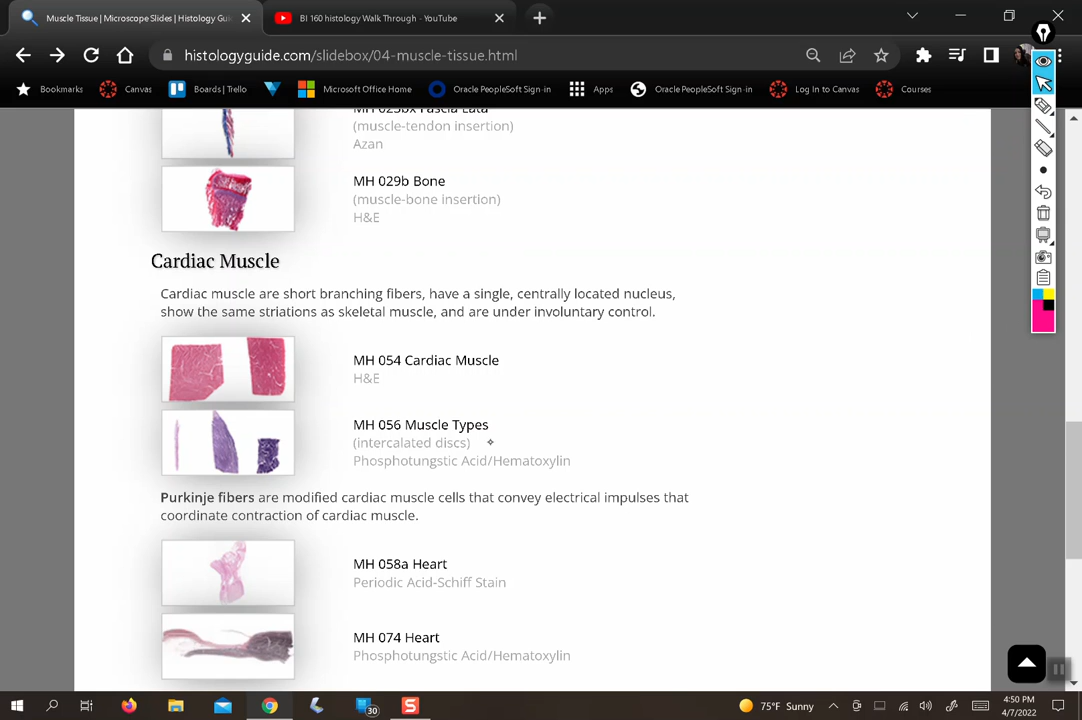 Muscle Tissue | Microscope Slides | Histology Gui
BI 160 histology Walk Through - YouTube
histologyguide.com/slidebox/04-muscle-tissue.html
Bookmarks
Canvas
Boards | Trello
Microsoft Office Home
Oracle PeopleSoft Sign-in
Apps
Oracle PeopleSoft Sign-in
Log In to Canvas
Courses
MH 023bx Fascia Lata
(muscle-tendon insertion)
Azan
MH 029b Bone
(muscle-bone insertion)
H&E
Cardiac Muscle
Cardiac muscle are short branching fibers, have a single, centrally located nucleus,
show the same striations as skeletal muscle, and are under involuntary control.
MH 054 Cardiac Muscle
H&E
MH 056 Muscle Types
(intercalated discs)
Phosphotungstic Acid/Hematoxylin
Purkinje fibers are modified cardiac muscle cells that convey electrical impulses that
coordinate contraction of cardiac muscle.
MH 058a Heart
Periodic Acid-Schiff Stain
MH 074 Heart
Phosphotungstic Acid/Hematoxylin
30
S
75°F Sunny
4:50 PM
4/7/2022